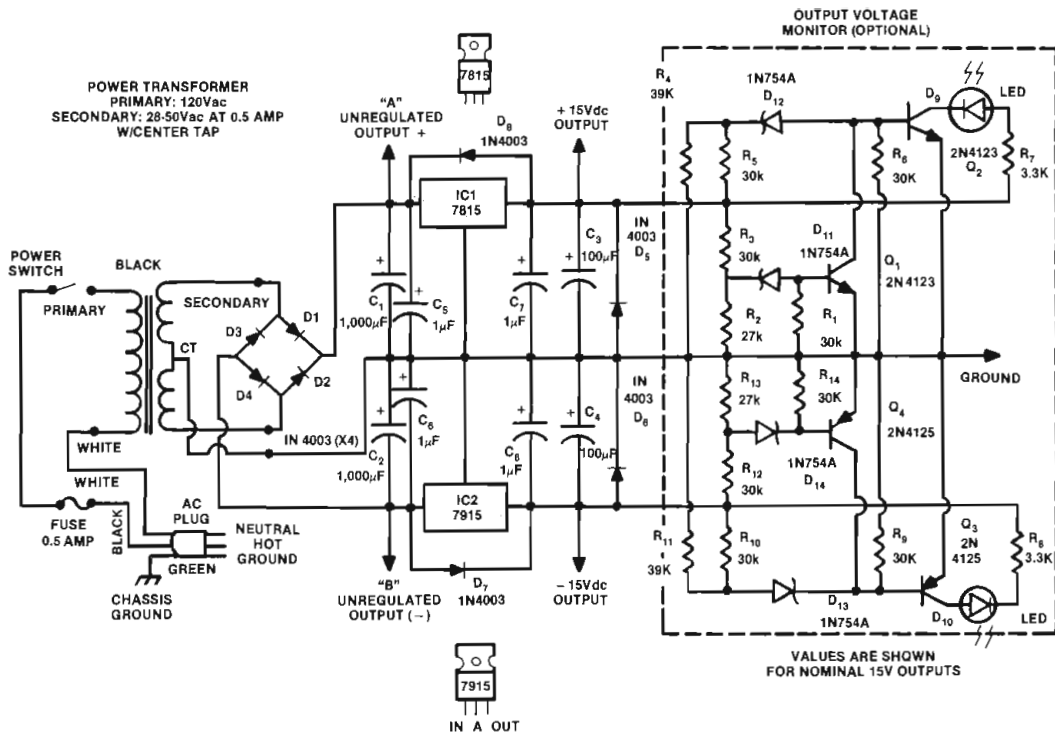 OUTPUT VOLTAGE
MONITOR (OPTIONAL)
7815
POWER TRANSFORMER
PRIMARY: 120Vac
SECONDARY: 28-50Vac AT 0.5 AMP
W/CENTER TAP
"A"
UNREGULATED
OUTPUT +
D8
1N4003
+ 15Vdc
OUTPUT
R4
39K
1N754A
D12
D9
LED
R5
30k
R6
30K
2N4123
Q2
R7
3.3K
IC1
7815
POWER
SWITCH
BLACK
PRIMARY
SECONDARY
CT
D3
D1
D4
D2
+
C1
1,000µF
+
C5
1µF
+
C7
1µF
+
C3
100µF
IN
4003
D5
R3
30k
D11
1N754A
Q1
2N4123
R2
27k
R1
30k
GROUND
WHITE
WHITE
IN 4003 (X4)
+
C6
1µF
+
C2
1,000µF
+
C8
1µF
+
C4
100µF
IN
4003
D6
R13
27k
R14
30K
Q4
2N4125
1N754A
D14
R12
30k
IC2
7915
FUSE
0.5 AMP
BLACK
AC
PLUG
GREEN
NEUTRAL
HOT
GROUND
CHASSIS
GROUND
"B"
UNREGULATED
OUTPUT (−)
D7
1N4003
− 15Vdc
OUTPUT
R11
39K
R10
30k
R9
30K
Q3
2N
4125
R8
3.3K
D13
1N754A
D10
LED
7915
IN A OUT
VALUES ARE SHOWN
FOR NOMINAL 15V OUTPUTS